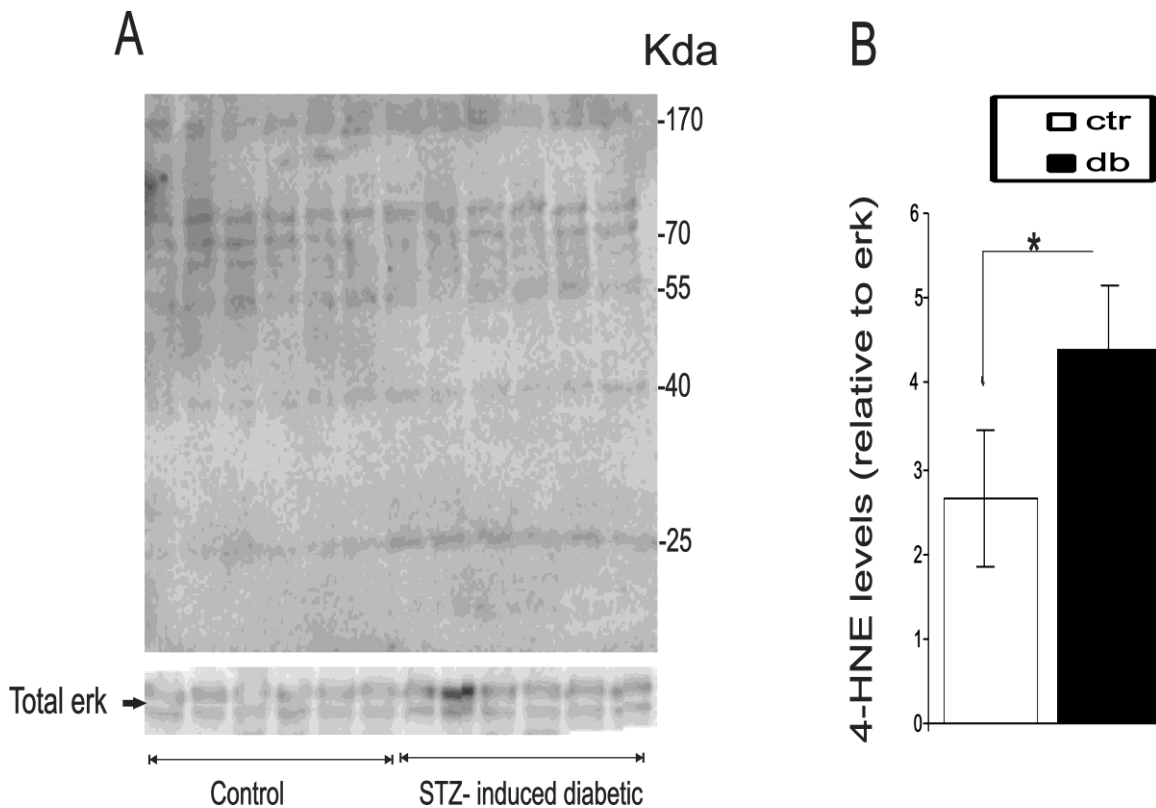 A
Kda
-170
-70
-55
-40
-25
Total erk
Control
STZ- induced diabetic
B
ctr
db
4-HNE levels (relative to erk)
6
*
5
4
3
2
1
0